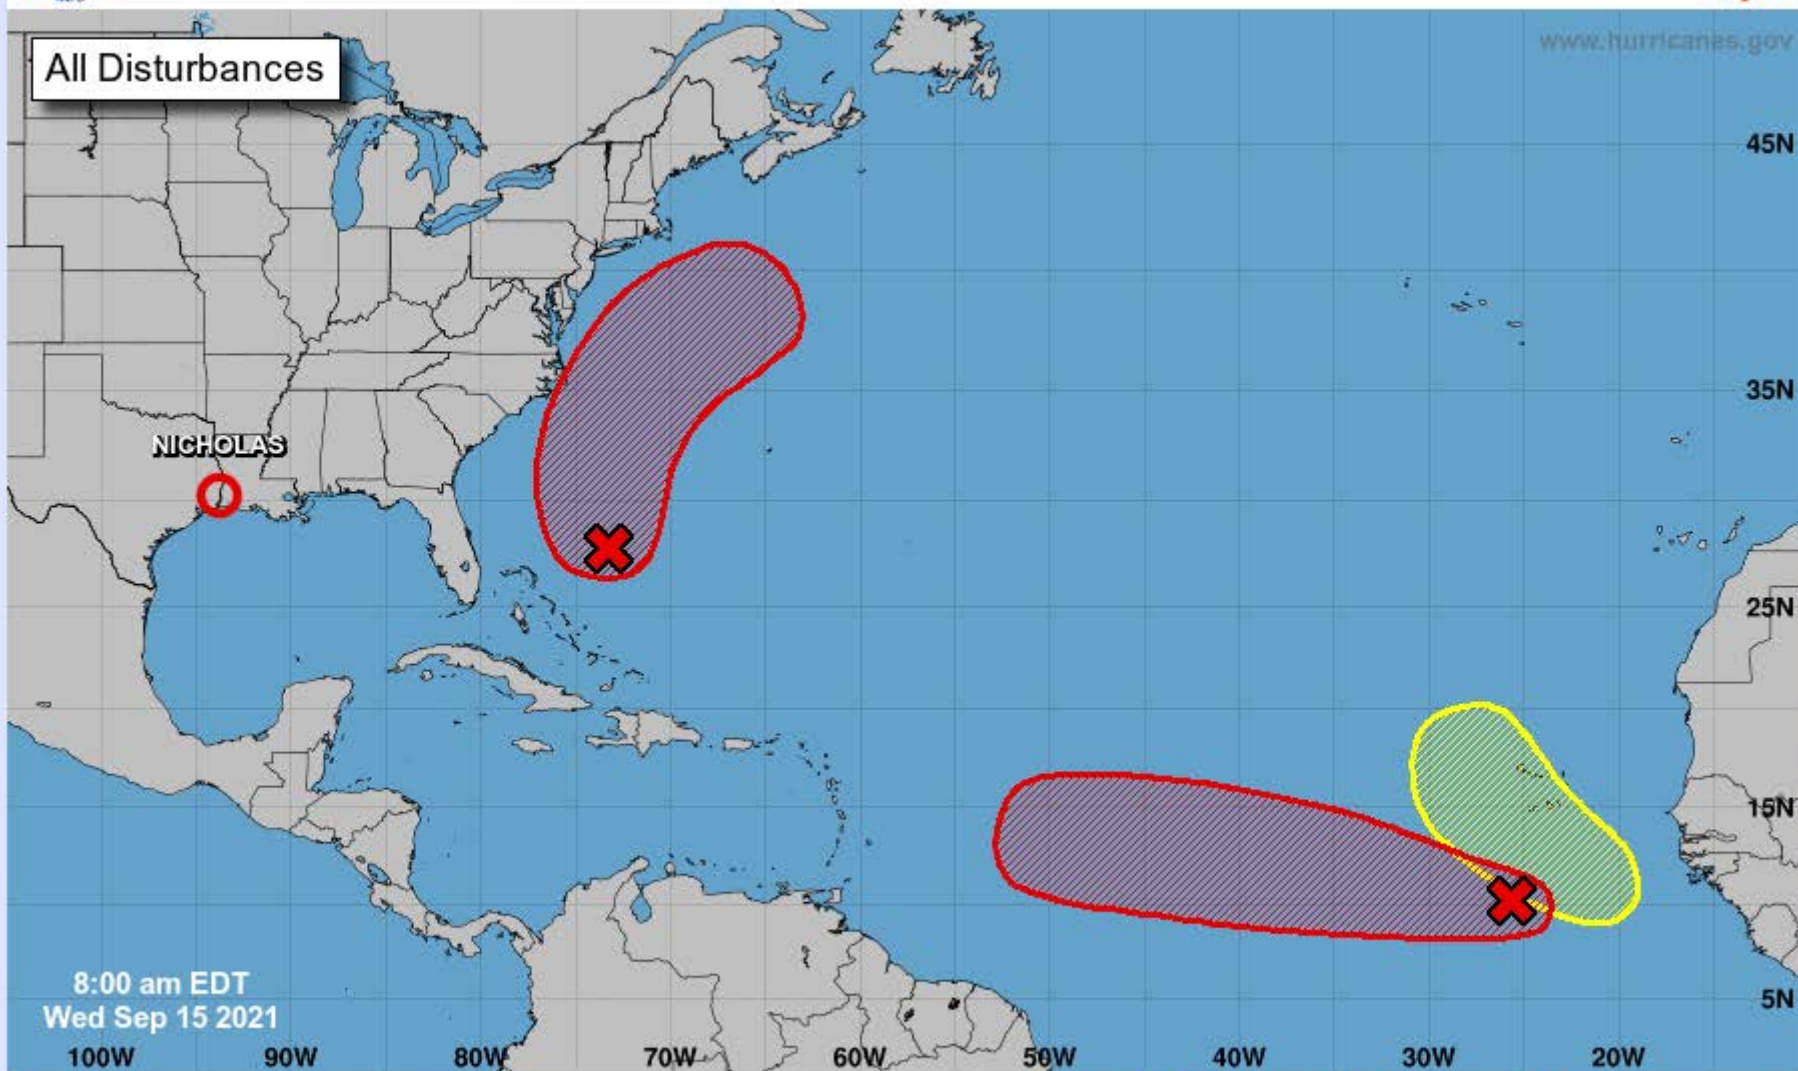 All Disturbances
www.hurricanes.gov
45N
35N
NICHOLAS
25N
15N
8:00 am EDT
5N
Wed Sep 15 2021
100W 90W 80W 70W 60W 50W 40W 30W 20W